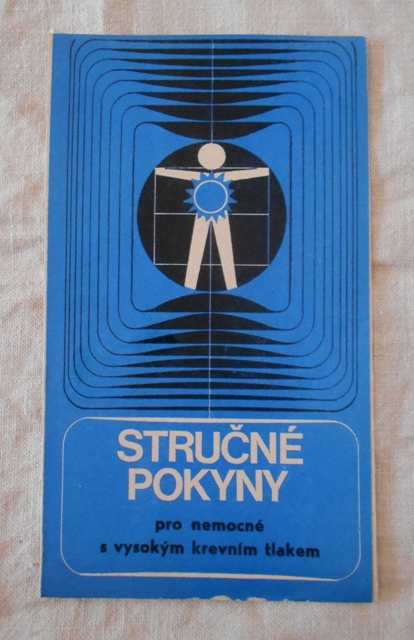 STRUČNÉ
POKYNY
pro nemocné
s vysokým krevním tlakem